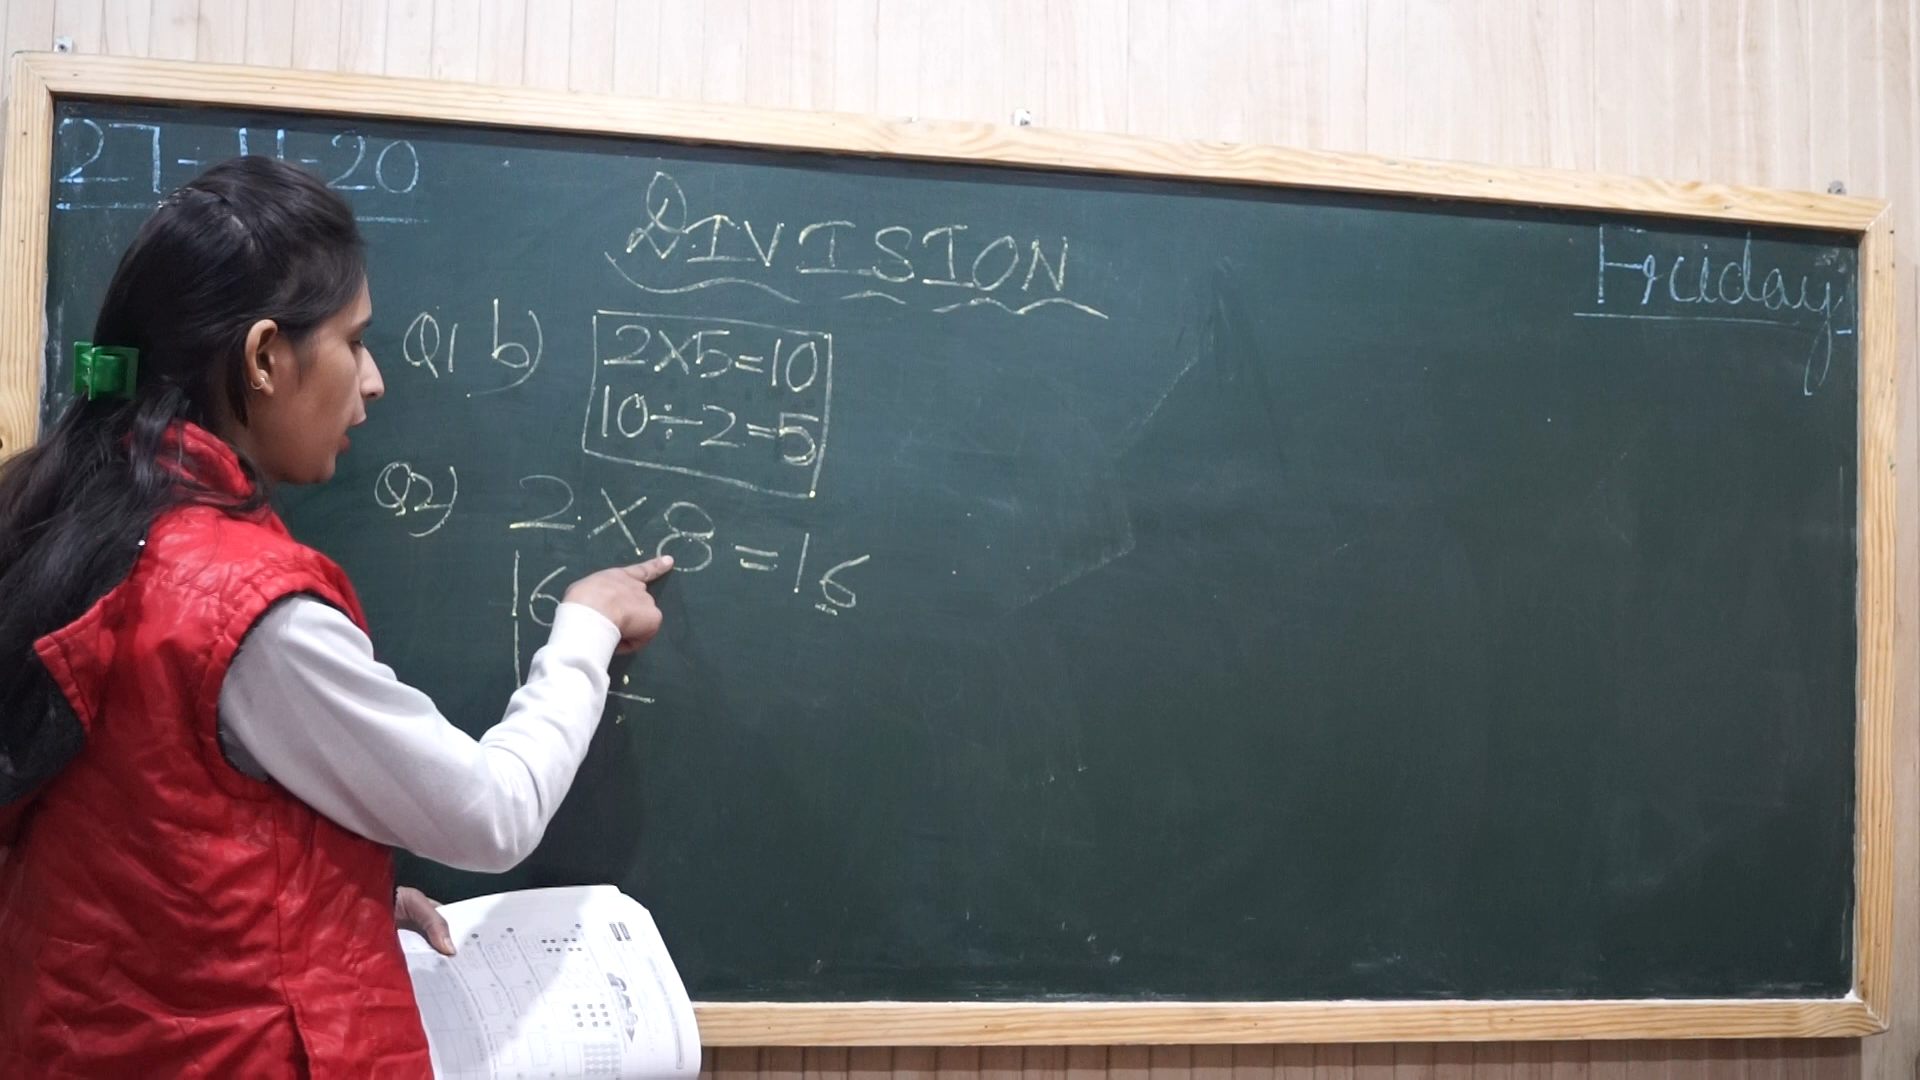 27-11-20
DIVISION
Friday
Q1 b) 2×5=10
10÷2=5
Q2) 2×8=16
16
÷